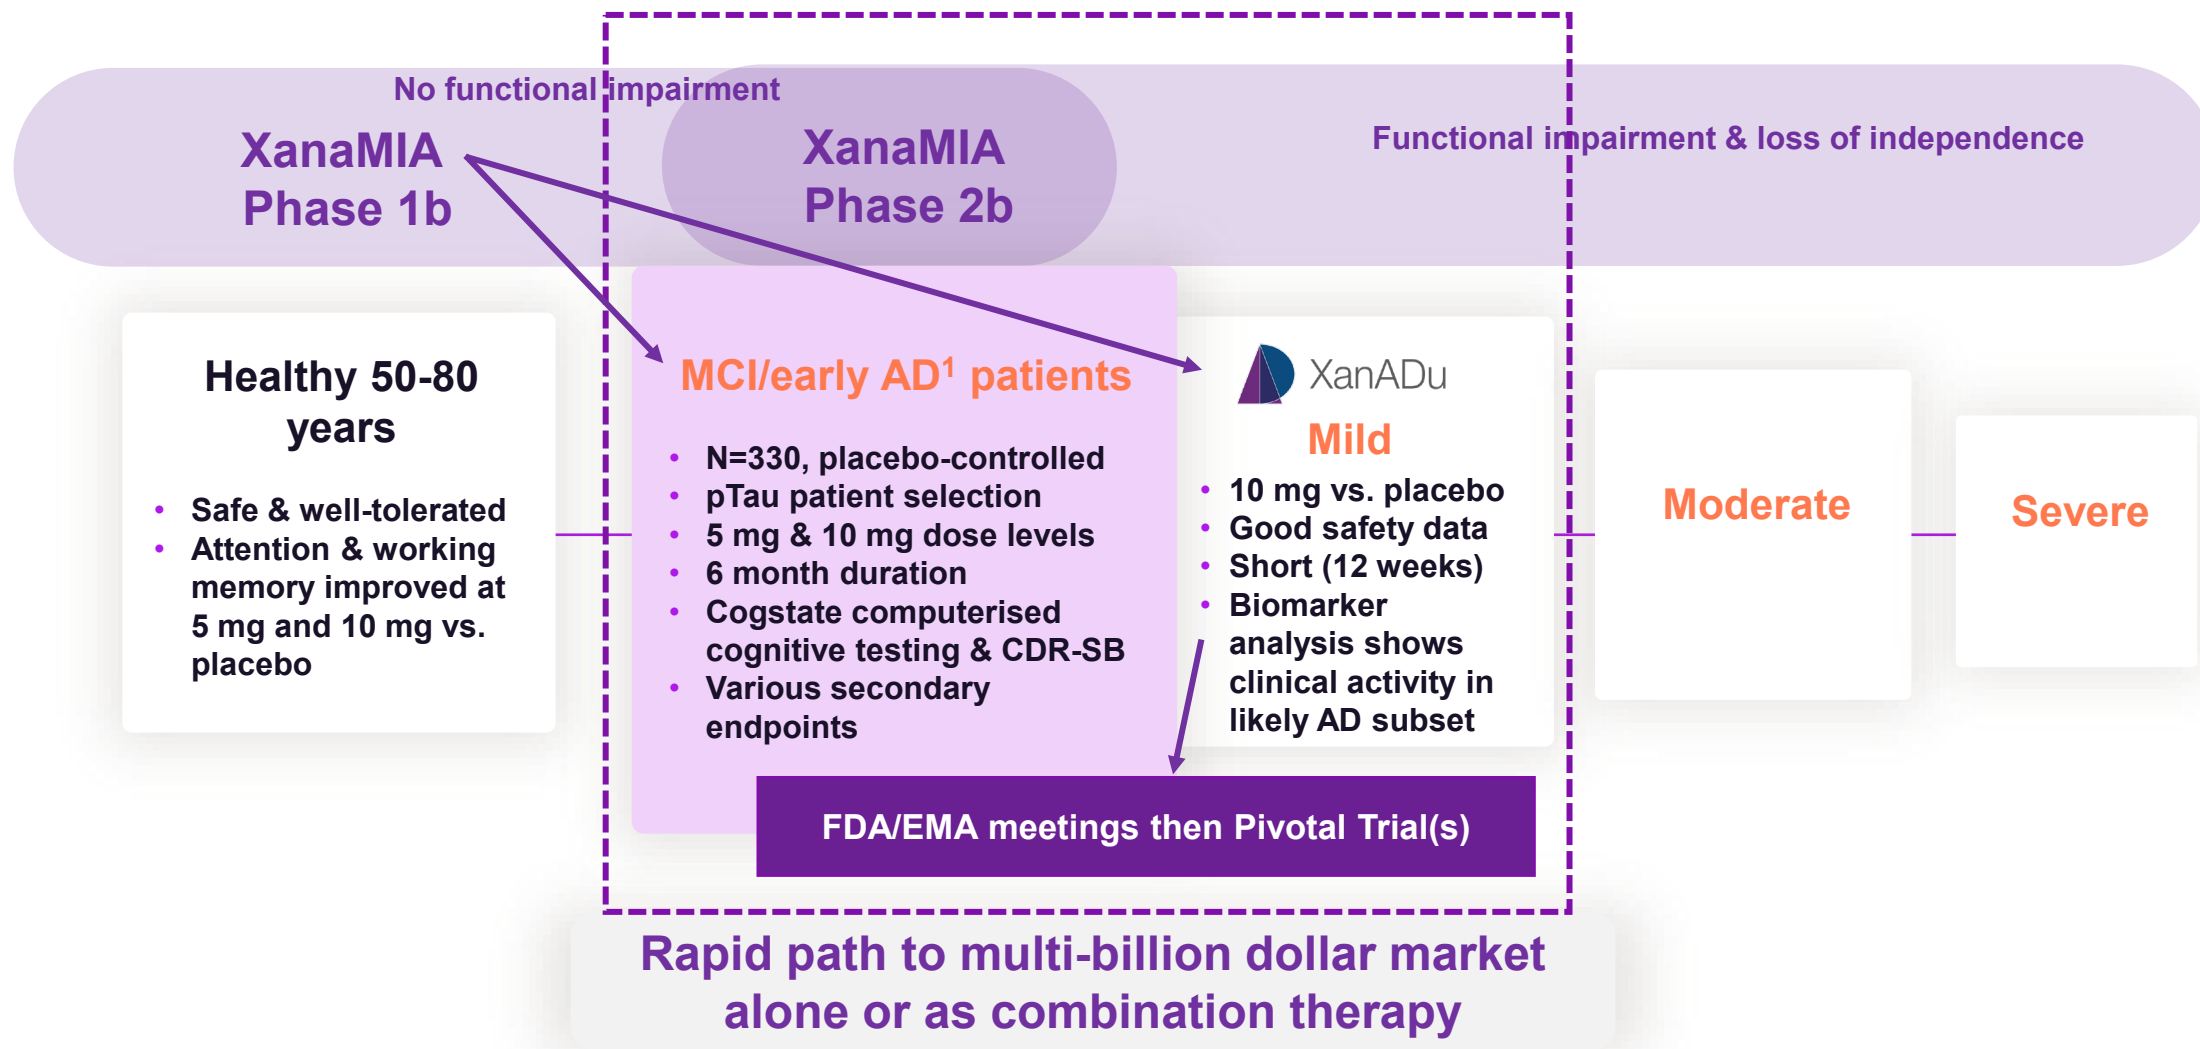 No functional impairment
XanaMIA
Phase 1b
XanaMIA
Phase 2b
Functional impairment & loss of independence
Healthy 50-80
years
• Safe & well-tolerated
• Attention & working
memory improved at
5 mg and 10 mg vs.
placebo
MCI/early AD¹ patients
• N=330, placebo-controlled
• pTau patient selection
• 5 mg & 10 mg dose levels
• 6 month duration
• Cogstate computerised
cognitive testing & CDR-SB
• Various secondary
endpoints
XanADu
Mild
• 10 mg vs. placebo
• Good safety data
• Short (12 weeks)
• Biomarker
analysis shows
clinical activity in
likely AD subset
Moderate
Severe
FDA/EMA meetings then Pivotal Trial(s)
Rapid path to multi-billion dollar market
alone or as combination therapy